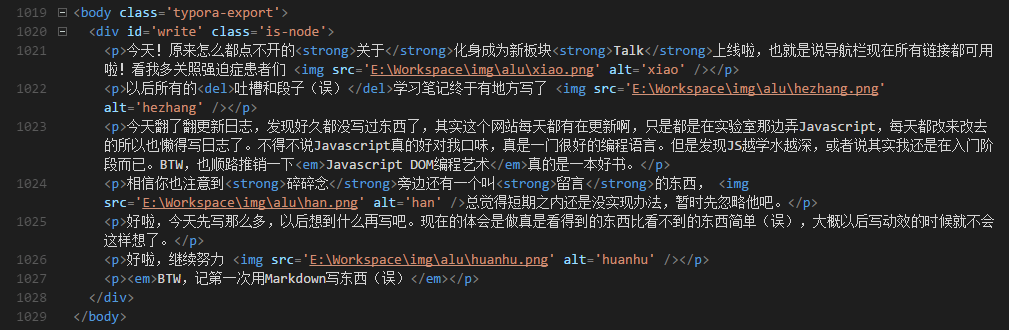 1019 <body class='typora-export'>
1020 <div id='write' class='is-node'>
1021 <p>今天！原来怎么都点不开的<strong>关于</strong>化身成为新板块<strong>Talk</strong>上线啦，也就是说导航栏现在所有链接都可用
啦！看我多关照强迫症患者们 <img src='E:\Workspace\img\alu\xiao.png' alt='xiao' /></p>
1022 <p>以后所有的<del>吐槽和段子（误）</del>学习笔记终于有地方写了 <img src='E:\Workspace\img\alu\hezhang.png'
alt='hezhang' /></p>
1023 <p>今天翻了翻更新日志，发现好久都没写过东西了，其实这个网站每天都有在更新啊，只是都是在实验室那边弄Javascript，每天都改来改去
的所以也懒得写日志了。不得不说Javascript真的好对我口味，真是一门很好的编程语言。但是发现JS越学水越深，或者说其实我还是在入门阶
段而已。BTW，也顺路推销一下<em>Javascript DOM编程艺术</em>真的是一本好书。</p>
1024 <p>相信你也注意到<strong>碎碎念</strong>旁边还有一个叫<strong>留言</strong>的东西， <img
src='E:\Workspace\img\alu\han.png' alt='han' />总觉得短期之内还是没实现办法，暂时先忽略他吧。</p>
1025 <p>好啦，今天先写那么多，以后想到什么再写吧。现在的体会是做真是看得到的东西比看不到的东西简单（误），大概以后写动效的时候就不会
这样想了。</p>
1026 <p>好啦，继续努力 <img src='E:\Workspace\img\alu\huanhu.png' alt='huanhu' /></p>
1027 <p><em>BTW，记第一次用Markdown写东西（误）</em></p>
1028 </div>
1029 </body>